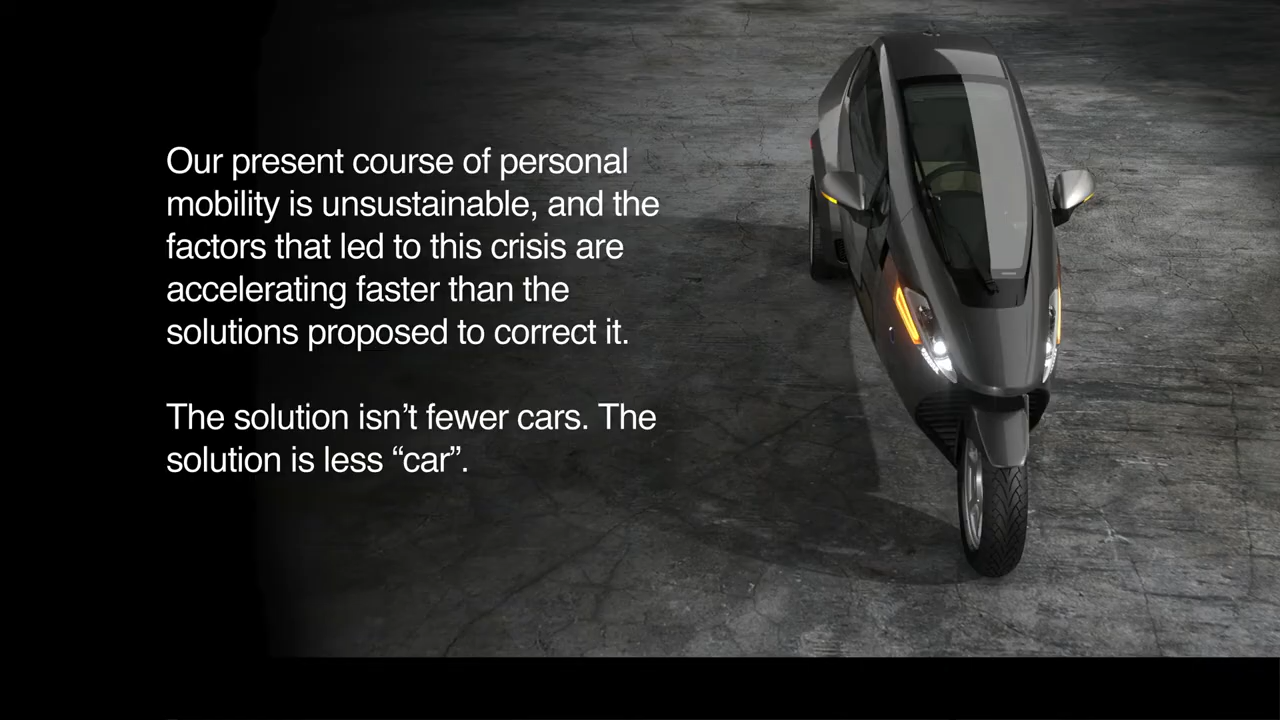 Our present course of personal
mobility is unsustainable, and the
factors that led to this crisis are
accelerating faster than the
solutions proposed to correct it.
The solution isn’t fewer cars. The
solution is less “car”.